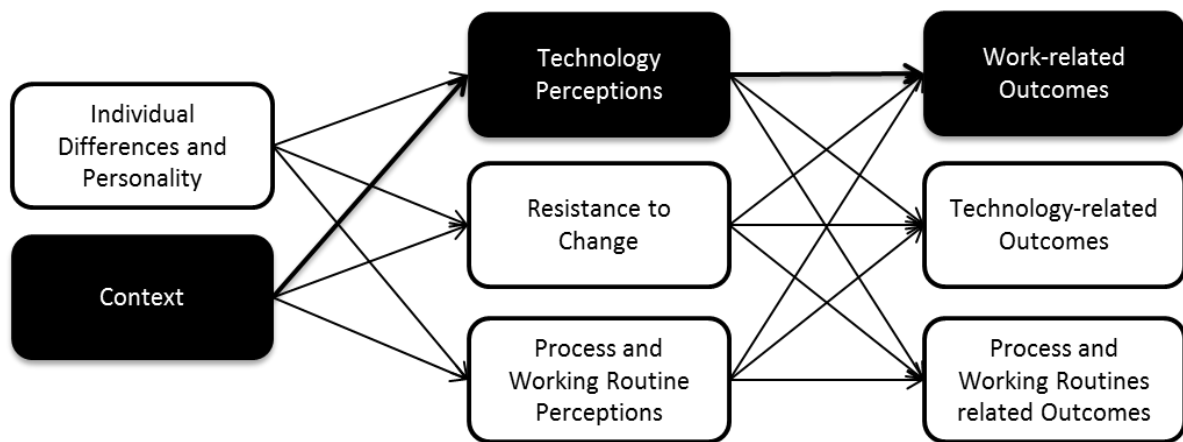 Individual
Differences and
Personality
Context
Technology
Perceptions
Resistance to
Change
Process and
Working Routine
Perceptions
Work-related
Outcomes
Technology-related
Outcomes
Process and
Working Routines
related Outcomes